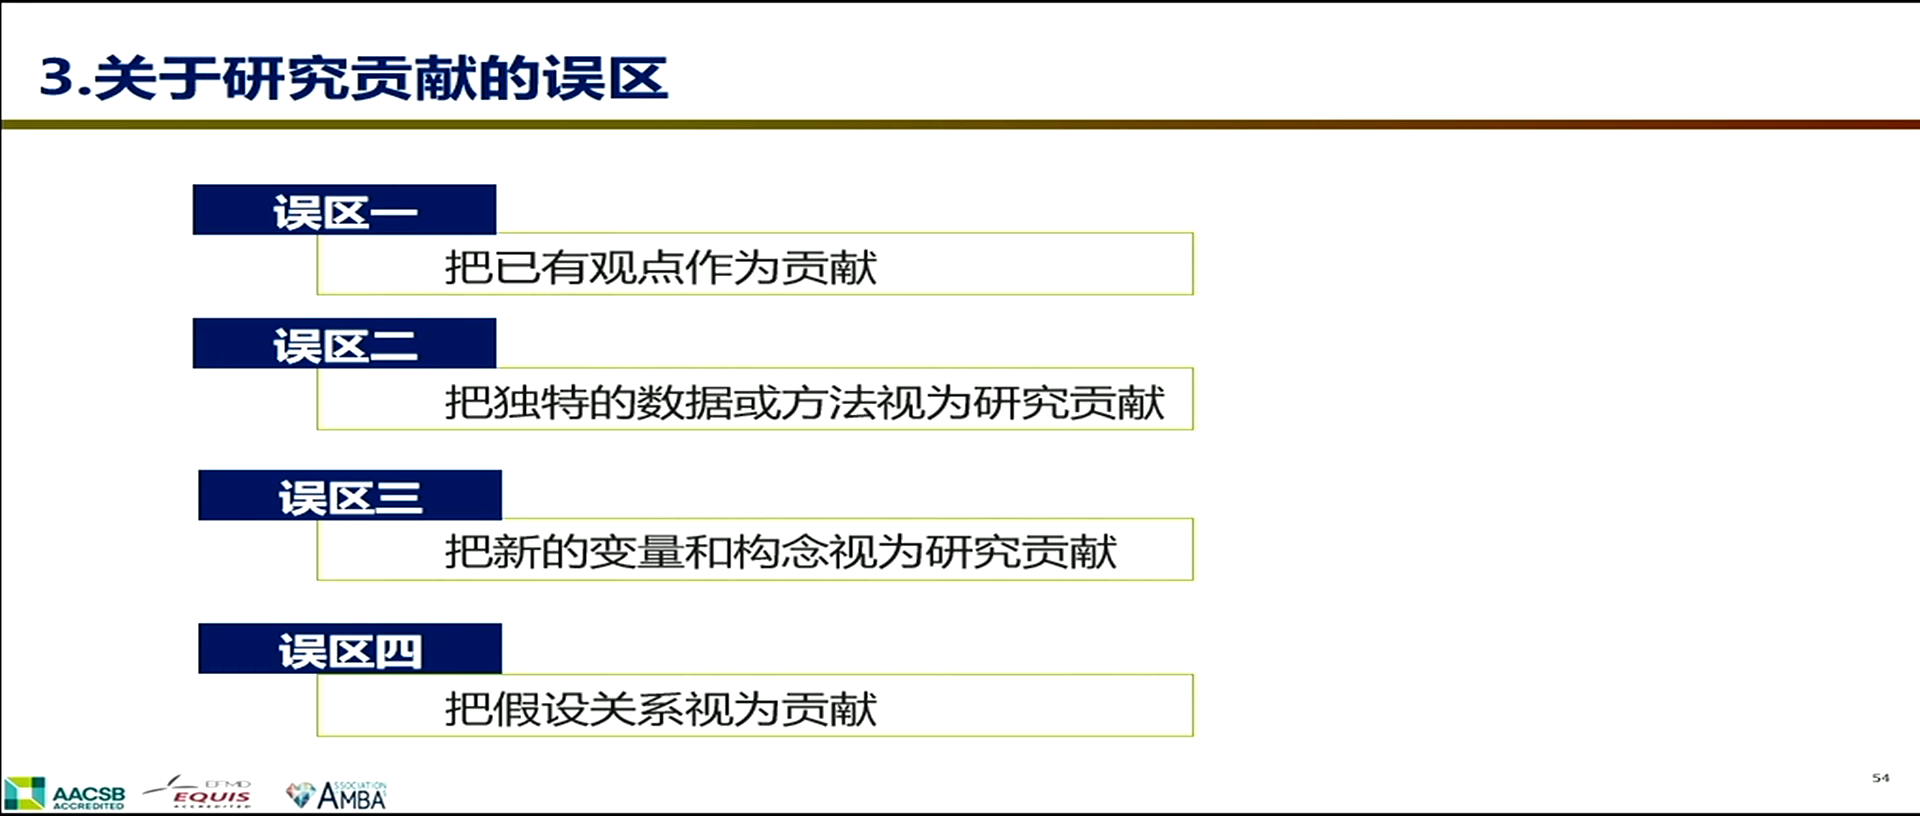 3.关于研究贡献的误区
误区一
把已有观点作为贡献
误区二
把独特的数据或方法视为研究贡献
误区三
把新的变量和构念视为研究贡献
误区四
把假设关系视为贡献
AACSB
ACCREDITED
EFMD
EQUIS
ACCREDITED
ASSOCIATION
AMBA
54